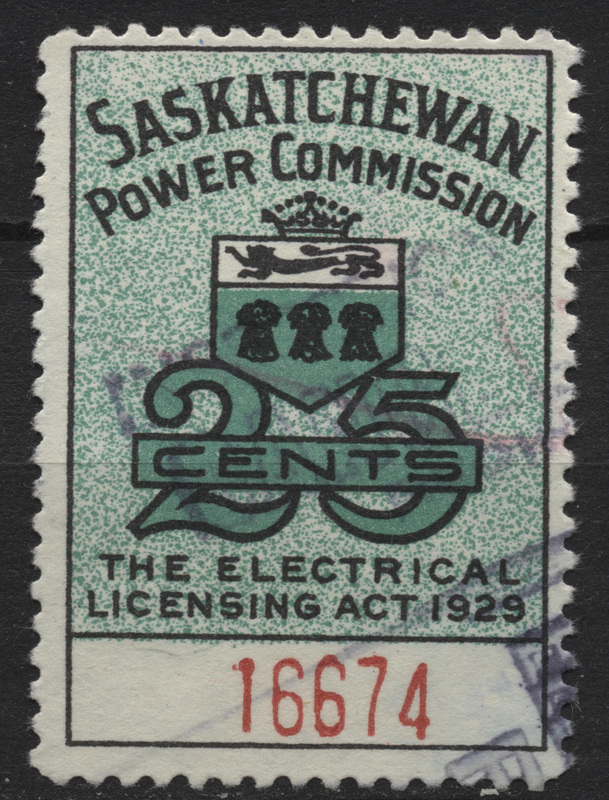 SASKATCHEWAN
POWER COMMISSION
25
CENTS
THE ELECTRICAL
LICENSING ACT 1929
16674